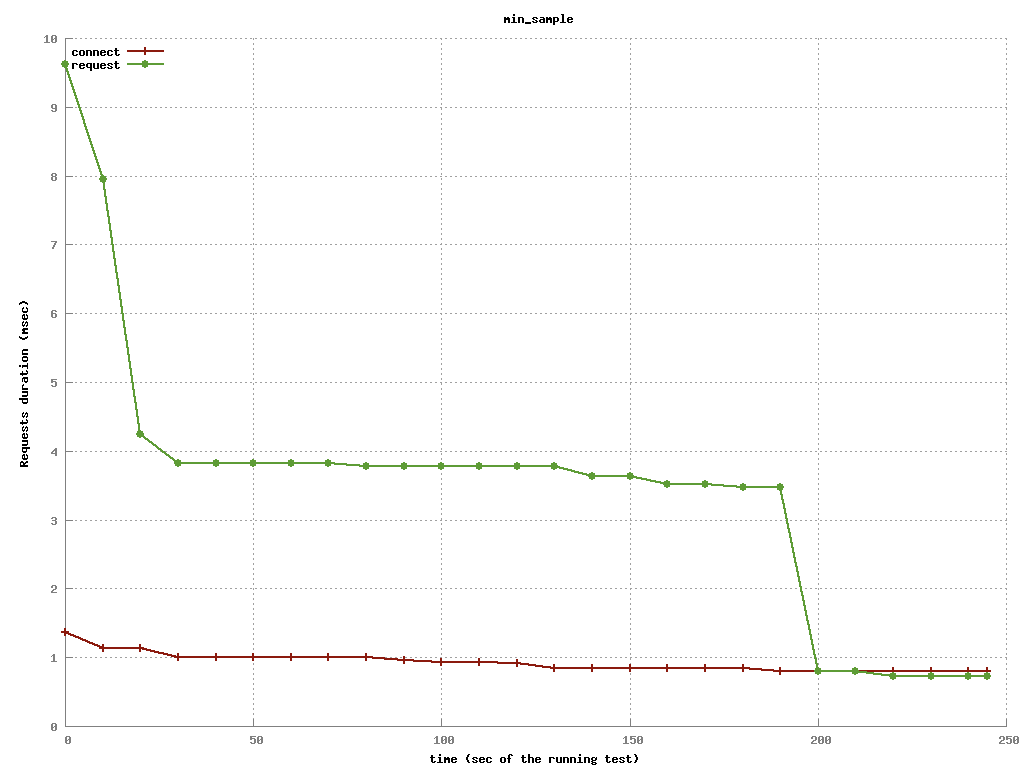 min_sample
connect
request
10
9
8
7
6
5
4
3
2
1
0
Requests duration (msec)
0 50 100 150 200 250
time (sec of the running test)